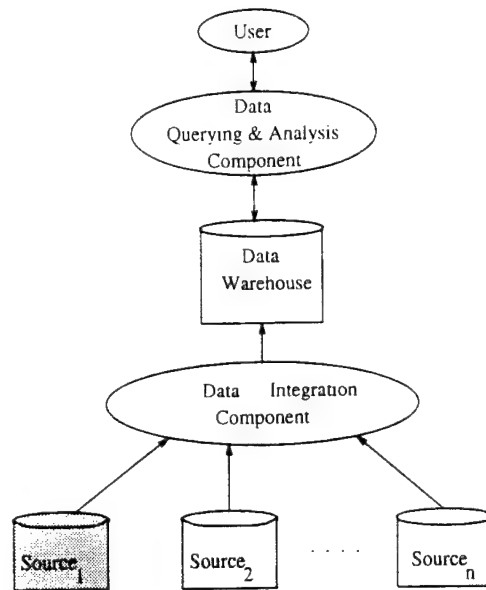 User
Data
Querying & Analysis
Component
Data
Warehouse
Data Integration
Component
Source1
Source2
. . . .
Sourcen